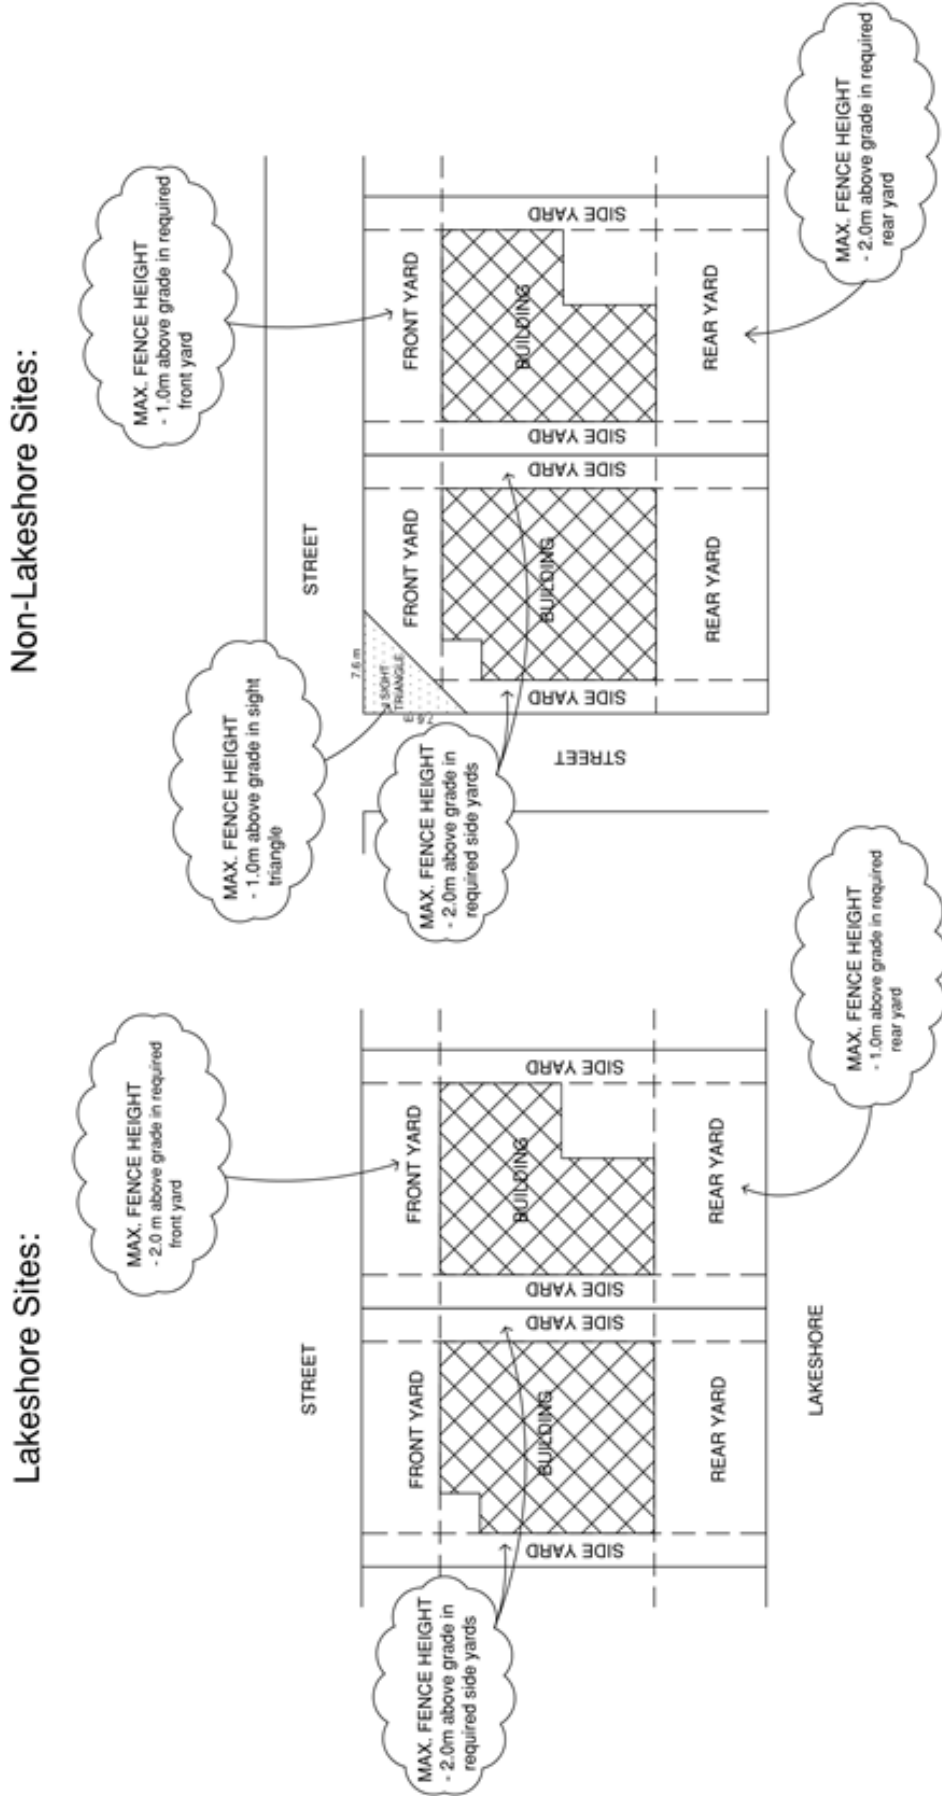 Lakeshore Sites:
MAX. FENCE HEIGHT
- 2.0 m above grade in required
front yard
STREET
MAX. FENCE HEIGHT
- 2.0m above grade in
required side yards
FRONT YARD
FRONT YARD
SIDE YARD
BUILDING
SIDE YARD
SIDE YARD
BUILDING
SIDE YARD
REAR YARD
REAR YARD
LAKESHORE
MAX. FENCE HEIGHT
- 1.0m above grade in required
rear yard
Non-Lakeshore Sites:
MAX. FENCE HEIGHT
- 1.0m above grade in sight
triangle
MAX. FENCE HEIGHT
- 1.0m above grade in required
front yard
STREET
7.6 m
SIGHT
TRIANGLE
MAX. FENCE HEIGHT
- 2.0m above grade in
required side yards
FRONT YARD
FRONT YARD
STREET
SIDE YARD
BUILDING
SIDE YARD
SIDE YARD
BUILDING
SIDE YARD
REAR YARD
REAR YARD
MAX. FENCE HEIGHT
- 2.0m above grade in required
rear yard